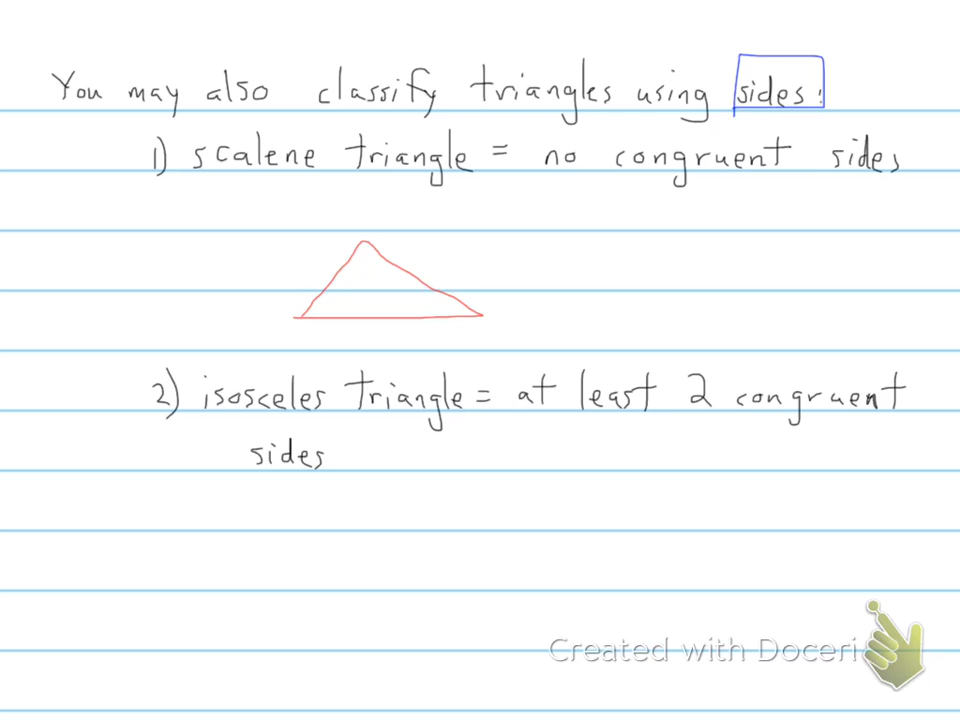 You may also classify triangles using sides:
1) scalene triangle = no congruent sides
2) isosceles triangle = at least 2 congruent
sides
Created with Doceri